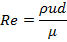 Re = ρud / μ